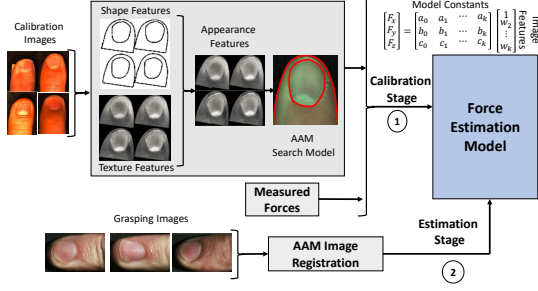 Calibration
Images
Shape Features
Appearance
Features
Texture Features
AAM
Search Model
Model Constants
[F_x F_y F_z] = [a_0 a_1 ⋯ a_k
b_0 b_1 ⋯ b_k
c_0 c_1 ⋯ c_k] [1 w_2 ⋮ w_k]
Image
Features
Calibration
Stage
1
Force
Estimation
Model
Measured
Forces
Grasping Images
AAM Image
Registration
Estimation
Stage
2